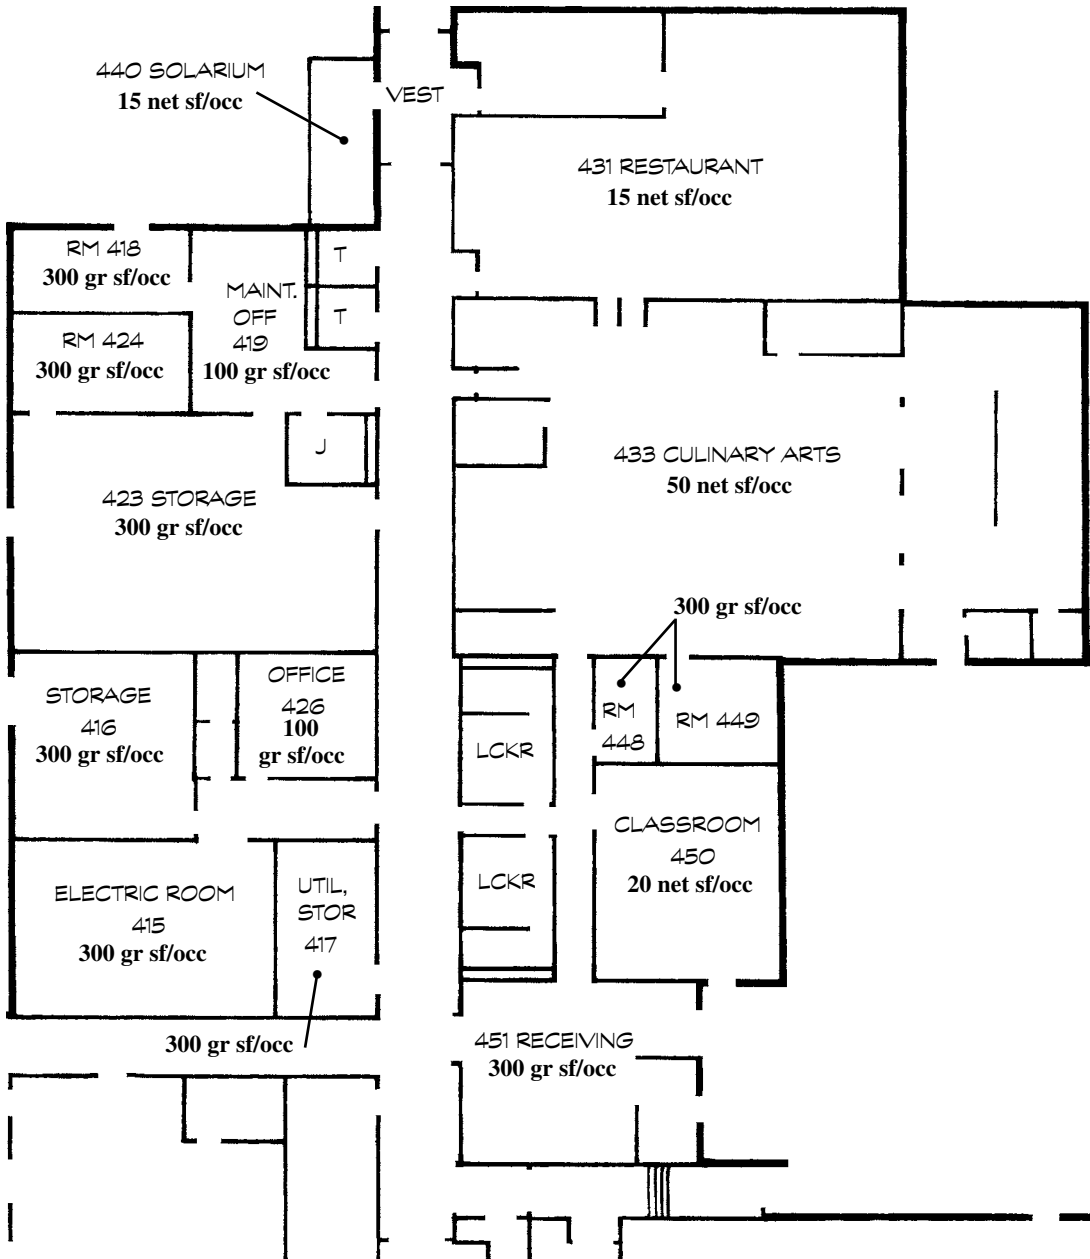 440 SOLARIUM
15 net sf/occ
VEST
431 RESTAURANT
15 net sf/occ
RM 418
300 gr sf/occ
T
MAINT.
OFF
419
100 gr sf/occ
T
RM 424
300 gr sf/occ
J
423 STORAGE
300 gr sf/occ
433 CULINARY ARTS
50 net sf/occ
300 gr sf/occ
STORAGE
416
300 gr sf/occ
OFFICE
426
100
gr sf/occ
LCKR
RM
448
RM 449
CLASSROOM
450
20 net sf/occ
ELECTRIC ROOM
415
300 gr sf/occ
UTIL,
STOR
417
LCKR
300 gr sf/occ
451 RECEIVING
300 gr sf/occ